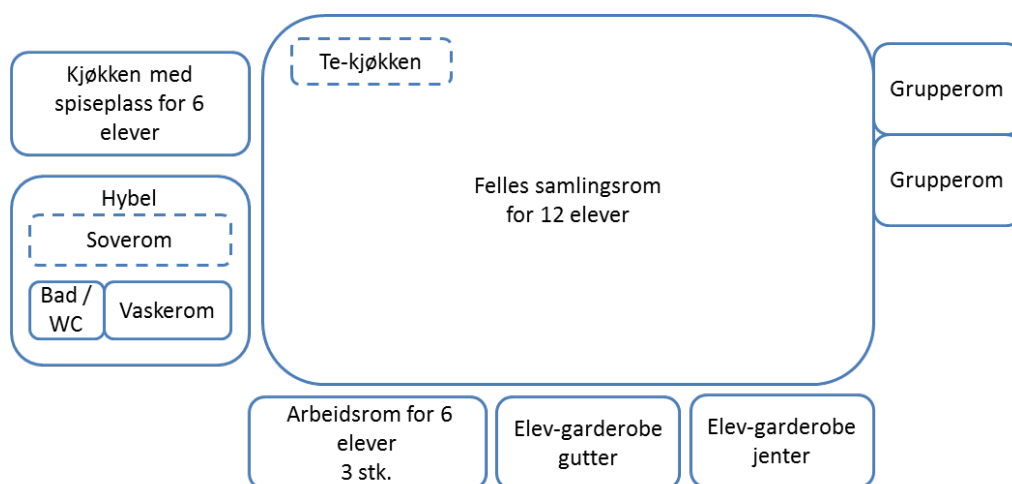 Kjøkken med
spiseplass for 6
elever
Te-kjøkken
Grupperom
Grupperom
Felles samlingsrom
for 12 elever
Hybel
Soverom
Bad /
WC
Vaskerom
Arbeidsrom for 6
elever
3 stk.
Elev-garderobe
gutter
Elev-garderobe
jenter